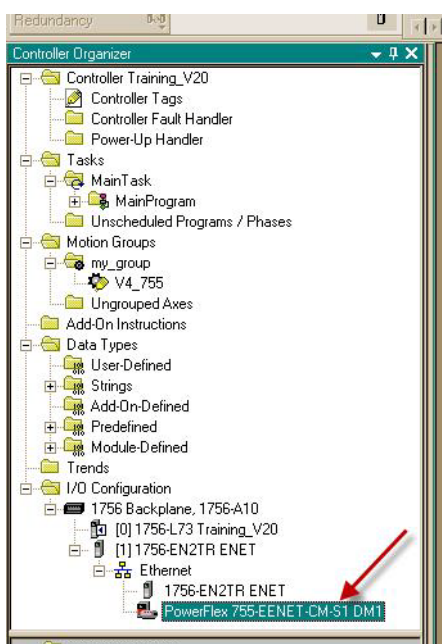 Redundancy
Controller Organizer
Controller Training_V20
Controller Tags
Controller Fault Handler
Power-Up Handler
Tasks
MainTask
MainProgram
Unscheduled Programs / Phases
Motion Groups
my_group
V4_755
Ungrouped Axes
Add-On Instructions
Data Types
User-Defined
Strings
Add-On-Defined
Predefined
Module-Defined
Trends
I/O Configuration
1756 Backplane, 1756-A10
[0] 1756-L73 Training_V20
[1] 1756-EN2TR ENET
Ethernet
1756-EN2TR ENET
PowerFlex 755-EENET-CM-S1 DM1